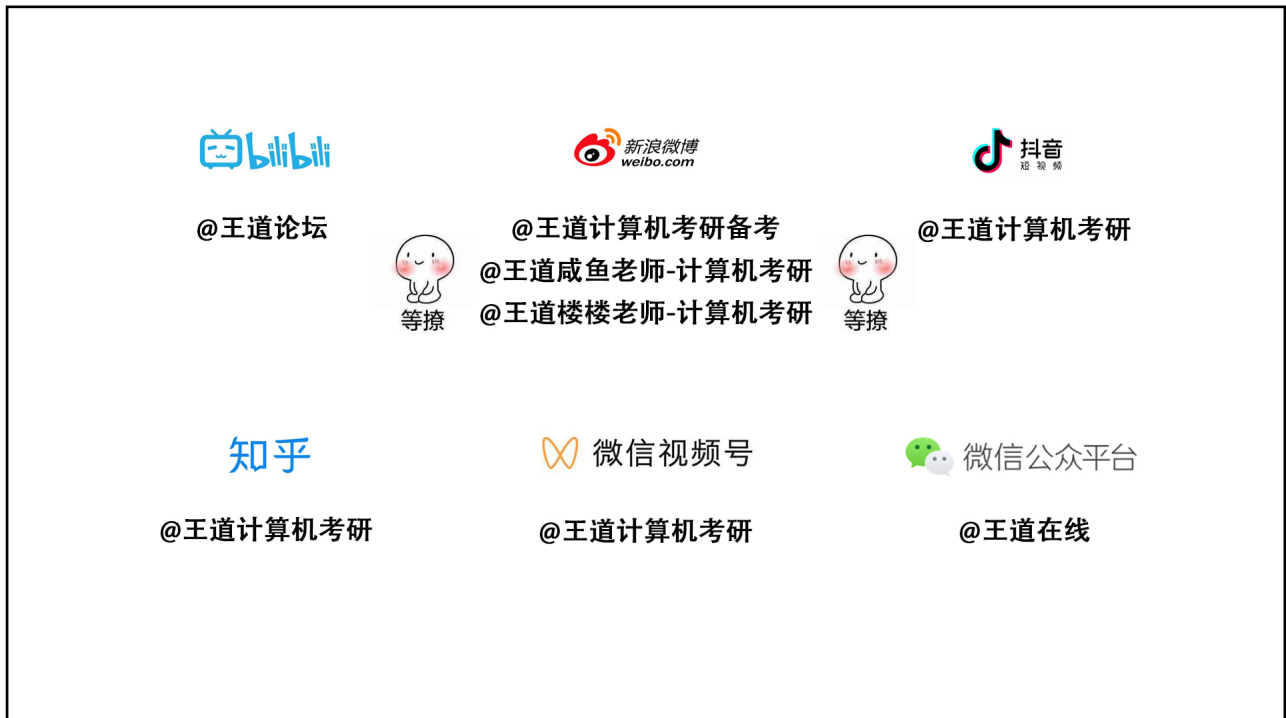 bilibili
新浪微博
weibo.com
抖音
短视频
@王道论坛
@王道计算机考研备考
@王道计算机考研
@王道咸鱼老师-计算机考研
@王道楼楼老师-计算机考研
等撩
等撩
知乎
微信视频号
微信公众平台
@王道计算机考研
@王道计算机考研
@王道在线